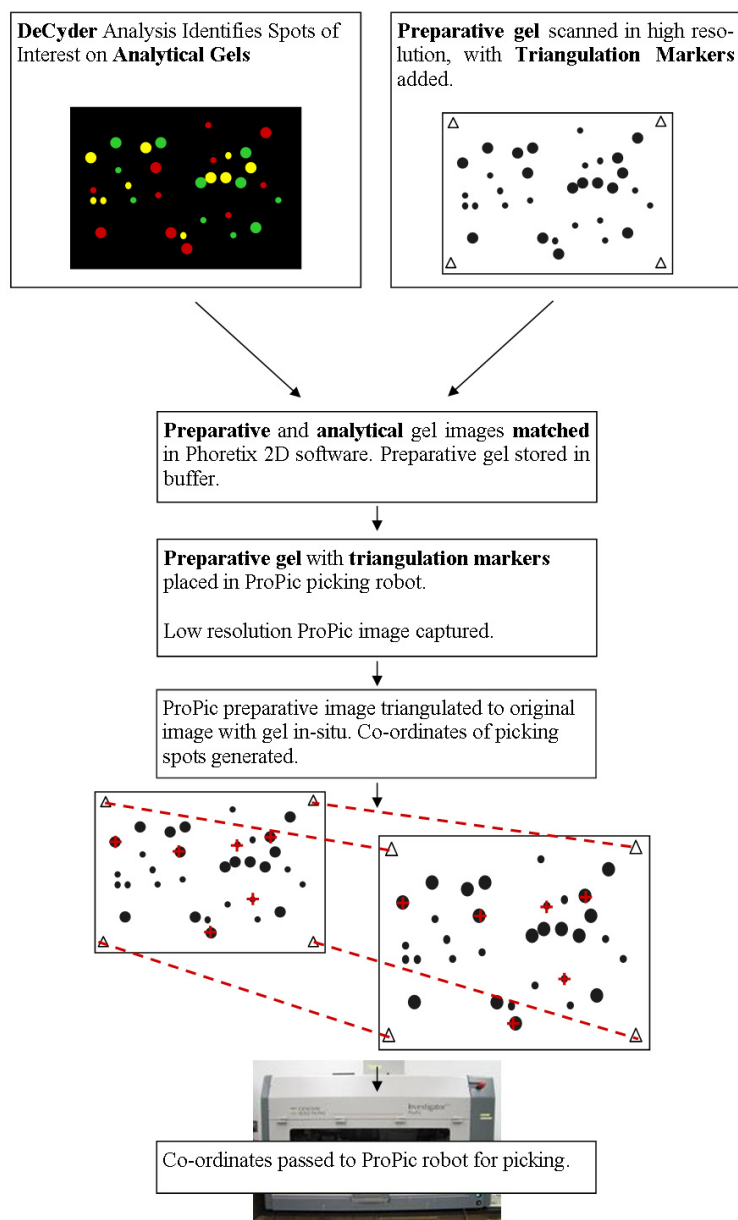 DeCyder Analysis Identifies Spots of
Interest on Analytical Gels
Preparative gel scanned in high reso-
lution, with Triangulation Markers
added.
Preparative and analytical gel images matched
in Phoretix 2D software. Preparative gel stored in
buffer.
Preparative gel with triangulation markers
placed in ProPic picking robot.
Low resolution ProPic image captured.
ProPic preparative image triangulated to original
image with gel in-situ. Co-ordinates of picking
spots generated.
Investigator
Co-ordinates passed to ProPic robot for picking.